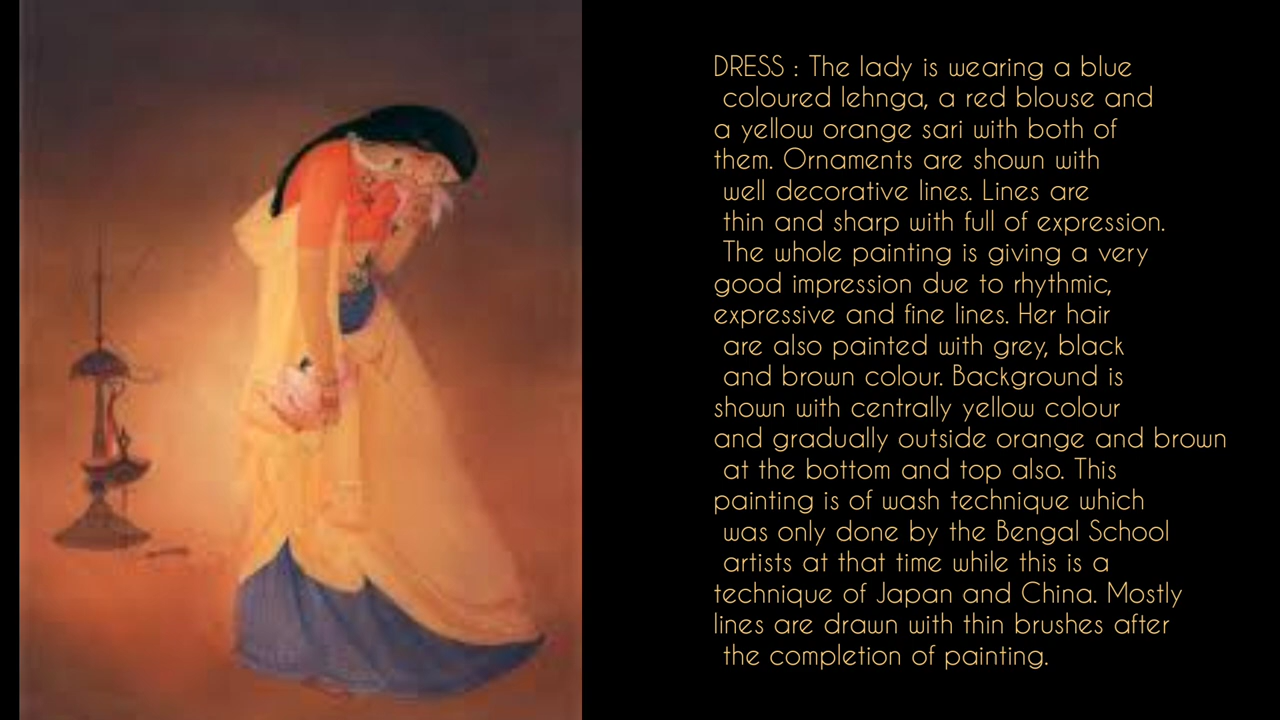 DRESS : The lady is wearing a blue
coloured lehnga, a red blouse and
a yellow orange sari with both of
them. Ornaments are shown with
well decorative lines. Lines are
thin and sharp with full of expression.
The whole painting is giving a very
good impression due to rhythmic,
expressive and fine lines. Her hair
are also painted with grey, black
and brown colour. Background is
shown with centrally yellow colour
and gradually outside orange and brown
at the bottom and top also. This
painting is of wash technique which
was only done by the Bengal School
artists at that time while this is a
technique of Japan and China. Mostly
lines are drawn with thin brushes after
the completion of painting.